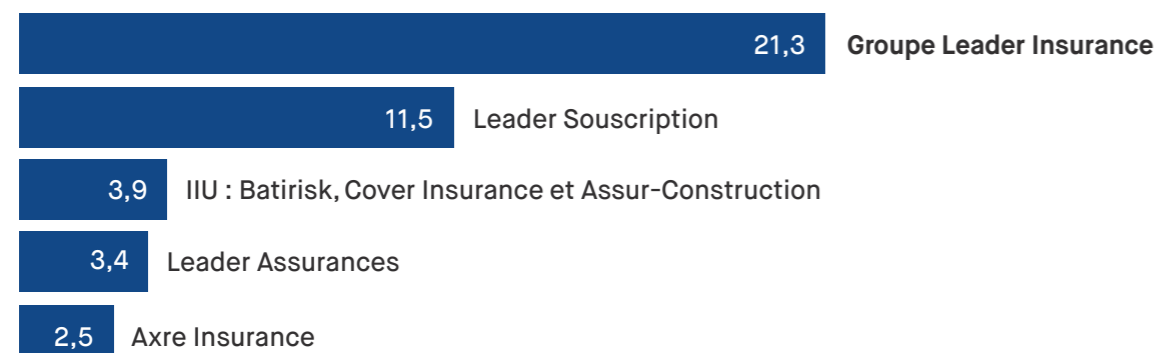 21,3 Groupe Leader Insurance
11,5 Leader Souscription
3,9 IIU : Batirisk, Cover Insurance et Assur-Construction
3,4 Leader Assurances
2,5 Axre Insurance